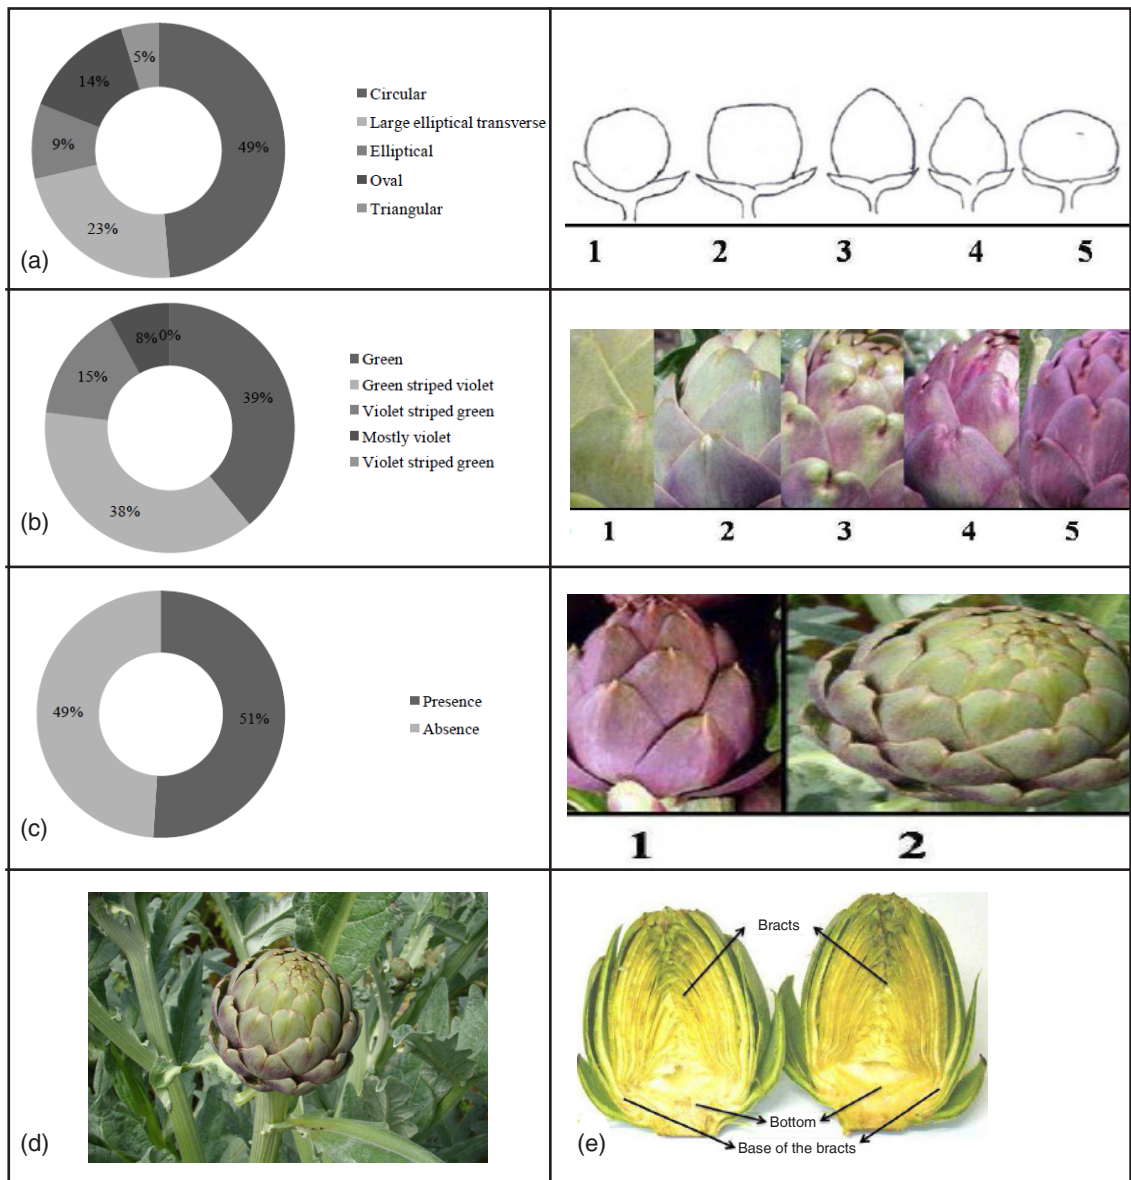 5%
14%
9%
49%
23%
Circular
Large elliptical transverse
Elliptical
Oval
Triangular
(a)
1 2 3 4 5
8% 0%
15%
39%
38%
Green
Green striped violet
Violet striped green
Mostly violet
Violet striped green
(b)
1 2 3 4 5
49%
51%
Presence
Absence
(c)
1 2
(d)
Bracts
Bottom
Base of the bracts
(e)